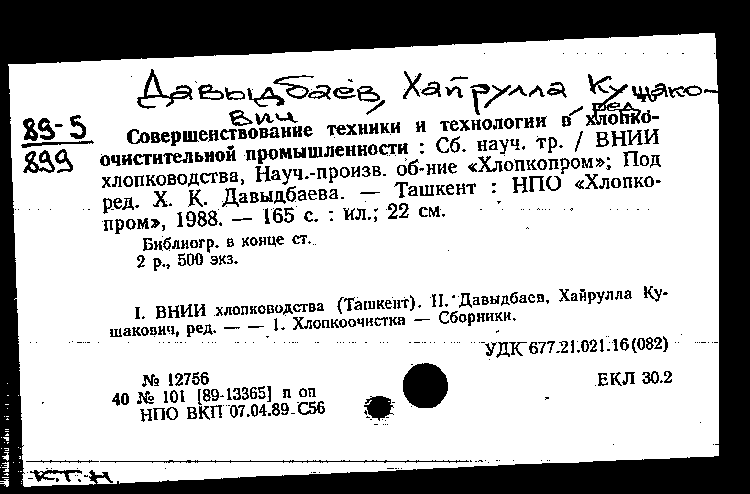 Давыдбаев, Хайрулла Кушако-
вич, ред.
89-5
899
Совершенствование техники и технологии в хлопко-
очистительной промышленности : Сб. науч. тр. / ВНИИ
хлопководства, Науч.-произв. об-ние «Хлопкопром»; Под
ред. Х. К. Давыдбаева. — Ташкент : НПО «Хлопко-
пром», 1988. — 165 с. : ил.; 22 см.
Библиогр. в конце ст.
2 р., 500 экз.
I. ВНИИ хлопководства (Ташкент). II. Давыдбаев, Хайрулла Ку-
шакович, ред. — — 1. Хлопкоочистка — Сборники.
УДК 677.21.021.16(082)
№ 12756
ЕКЛ 30.2
40 № 101 [89-13365] п оп
НПО ВКП 07.04.89 С56
К.Т.Н.